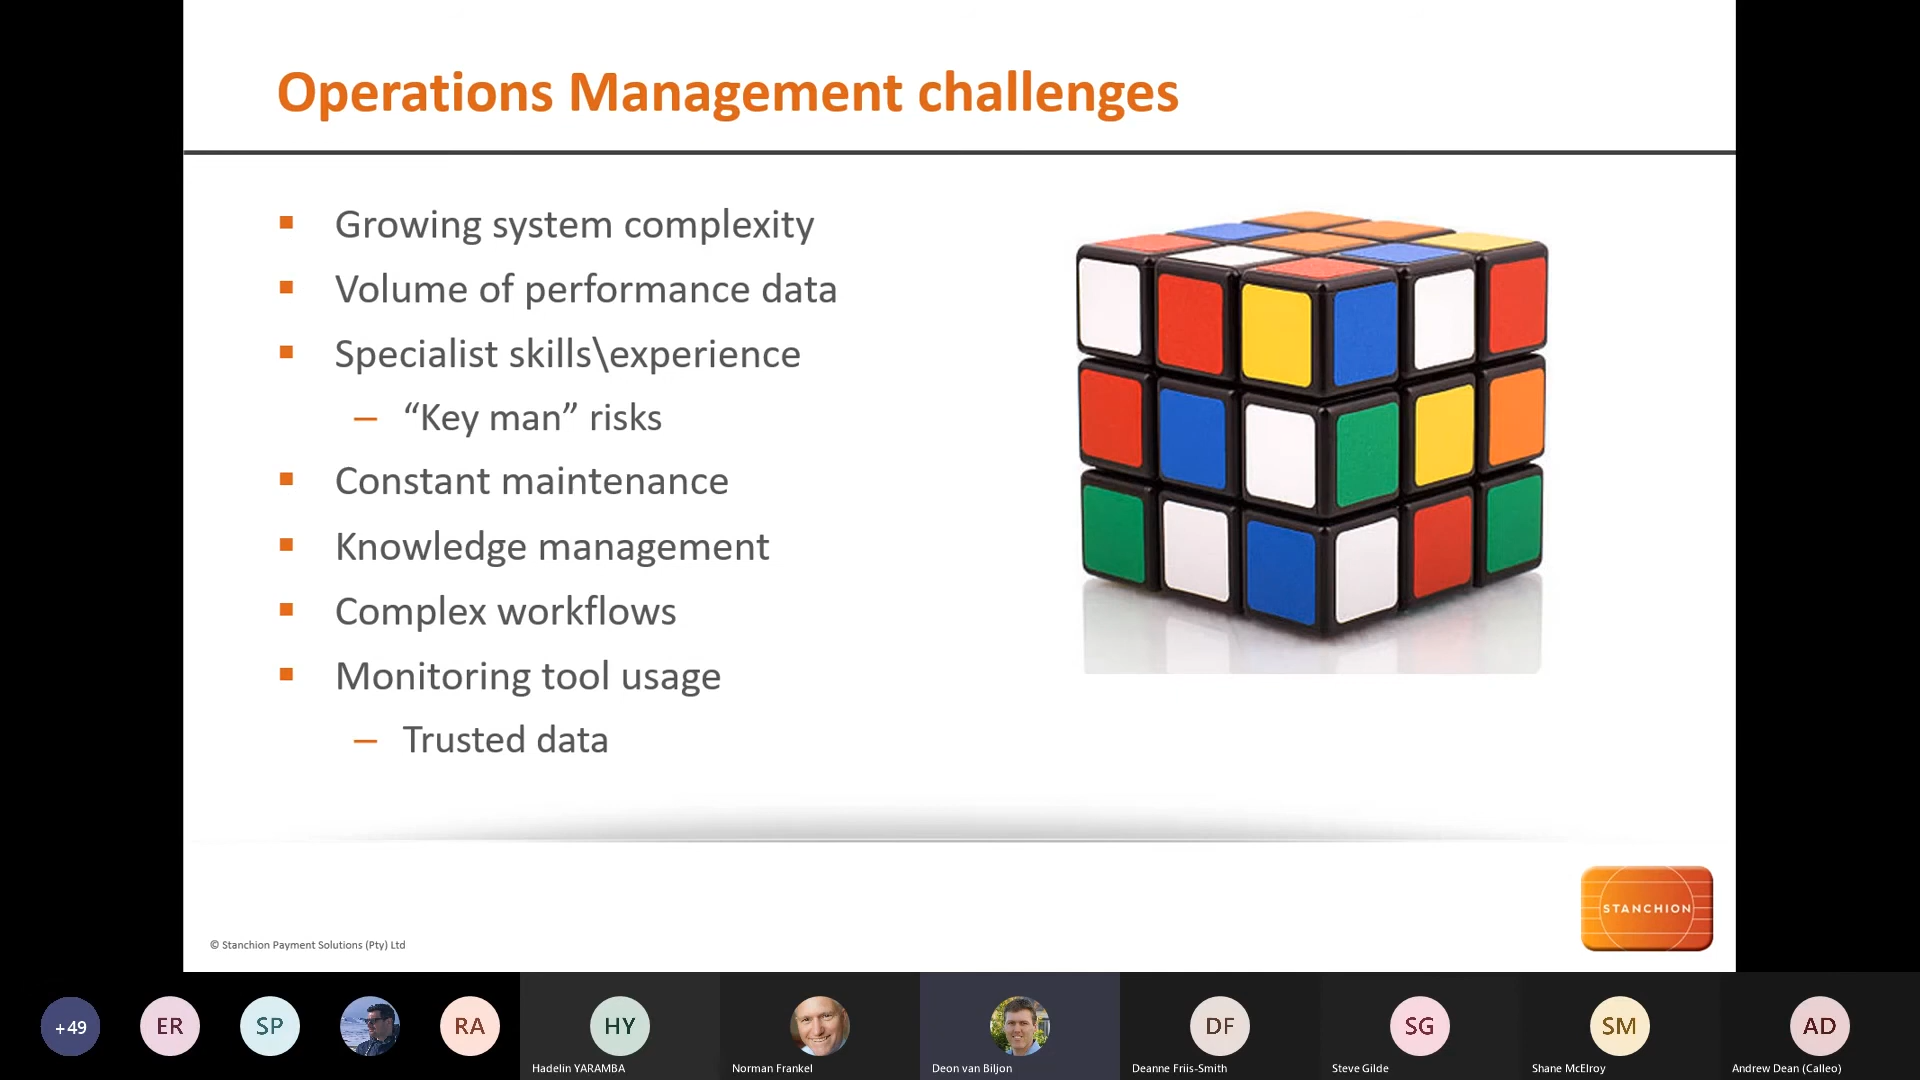 Operations Management challenges
Growing system complexity
Volume of performance data
Specialist skills\experience
– “Key man” risks
Constant maintenance
Knowledge management
Complex workflows
Monitoring tool usage
– Trusted data
STANCHION
© Stanchion Payment Solutions (Pty) Ltd
+49
ER
SP
RA
HY
DF
SG
SM
AD
Hadelin YARAMBA
Norman Frankel
Deon van Biljon
Deanne Friis-Smith
Steve Gilde
Shane McElroy
Andrew Dean (Calleo)